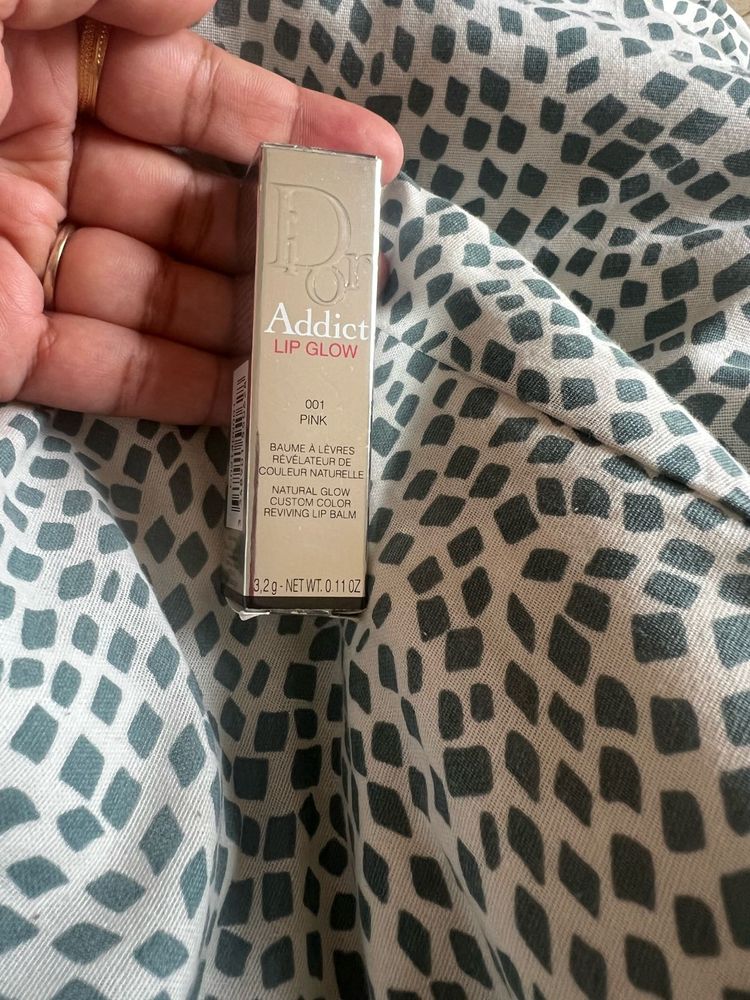 Dior
Addict
LIP GLOW
001
PINK
BAUME À LÈVRES
RÉVÉLATEUR DE
COULEUR NATURELLE
NATURAL GLOW
CUSTOM COLOR
REVIVING LIP BALM
3,2 g - NET WT. 0.11 OZ